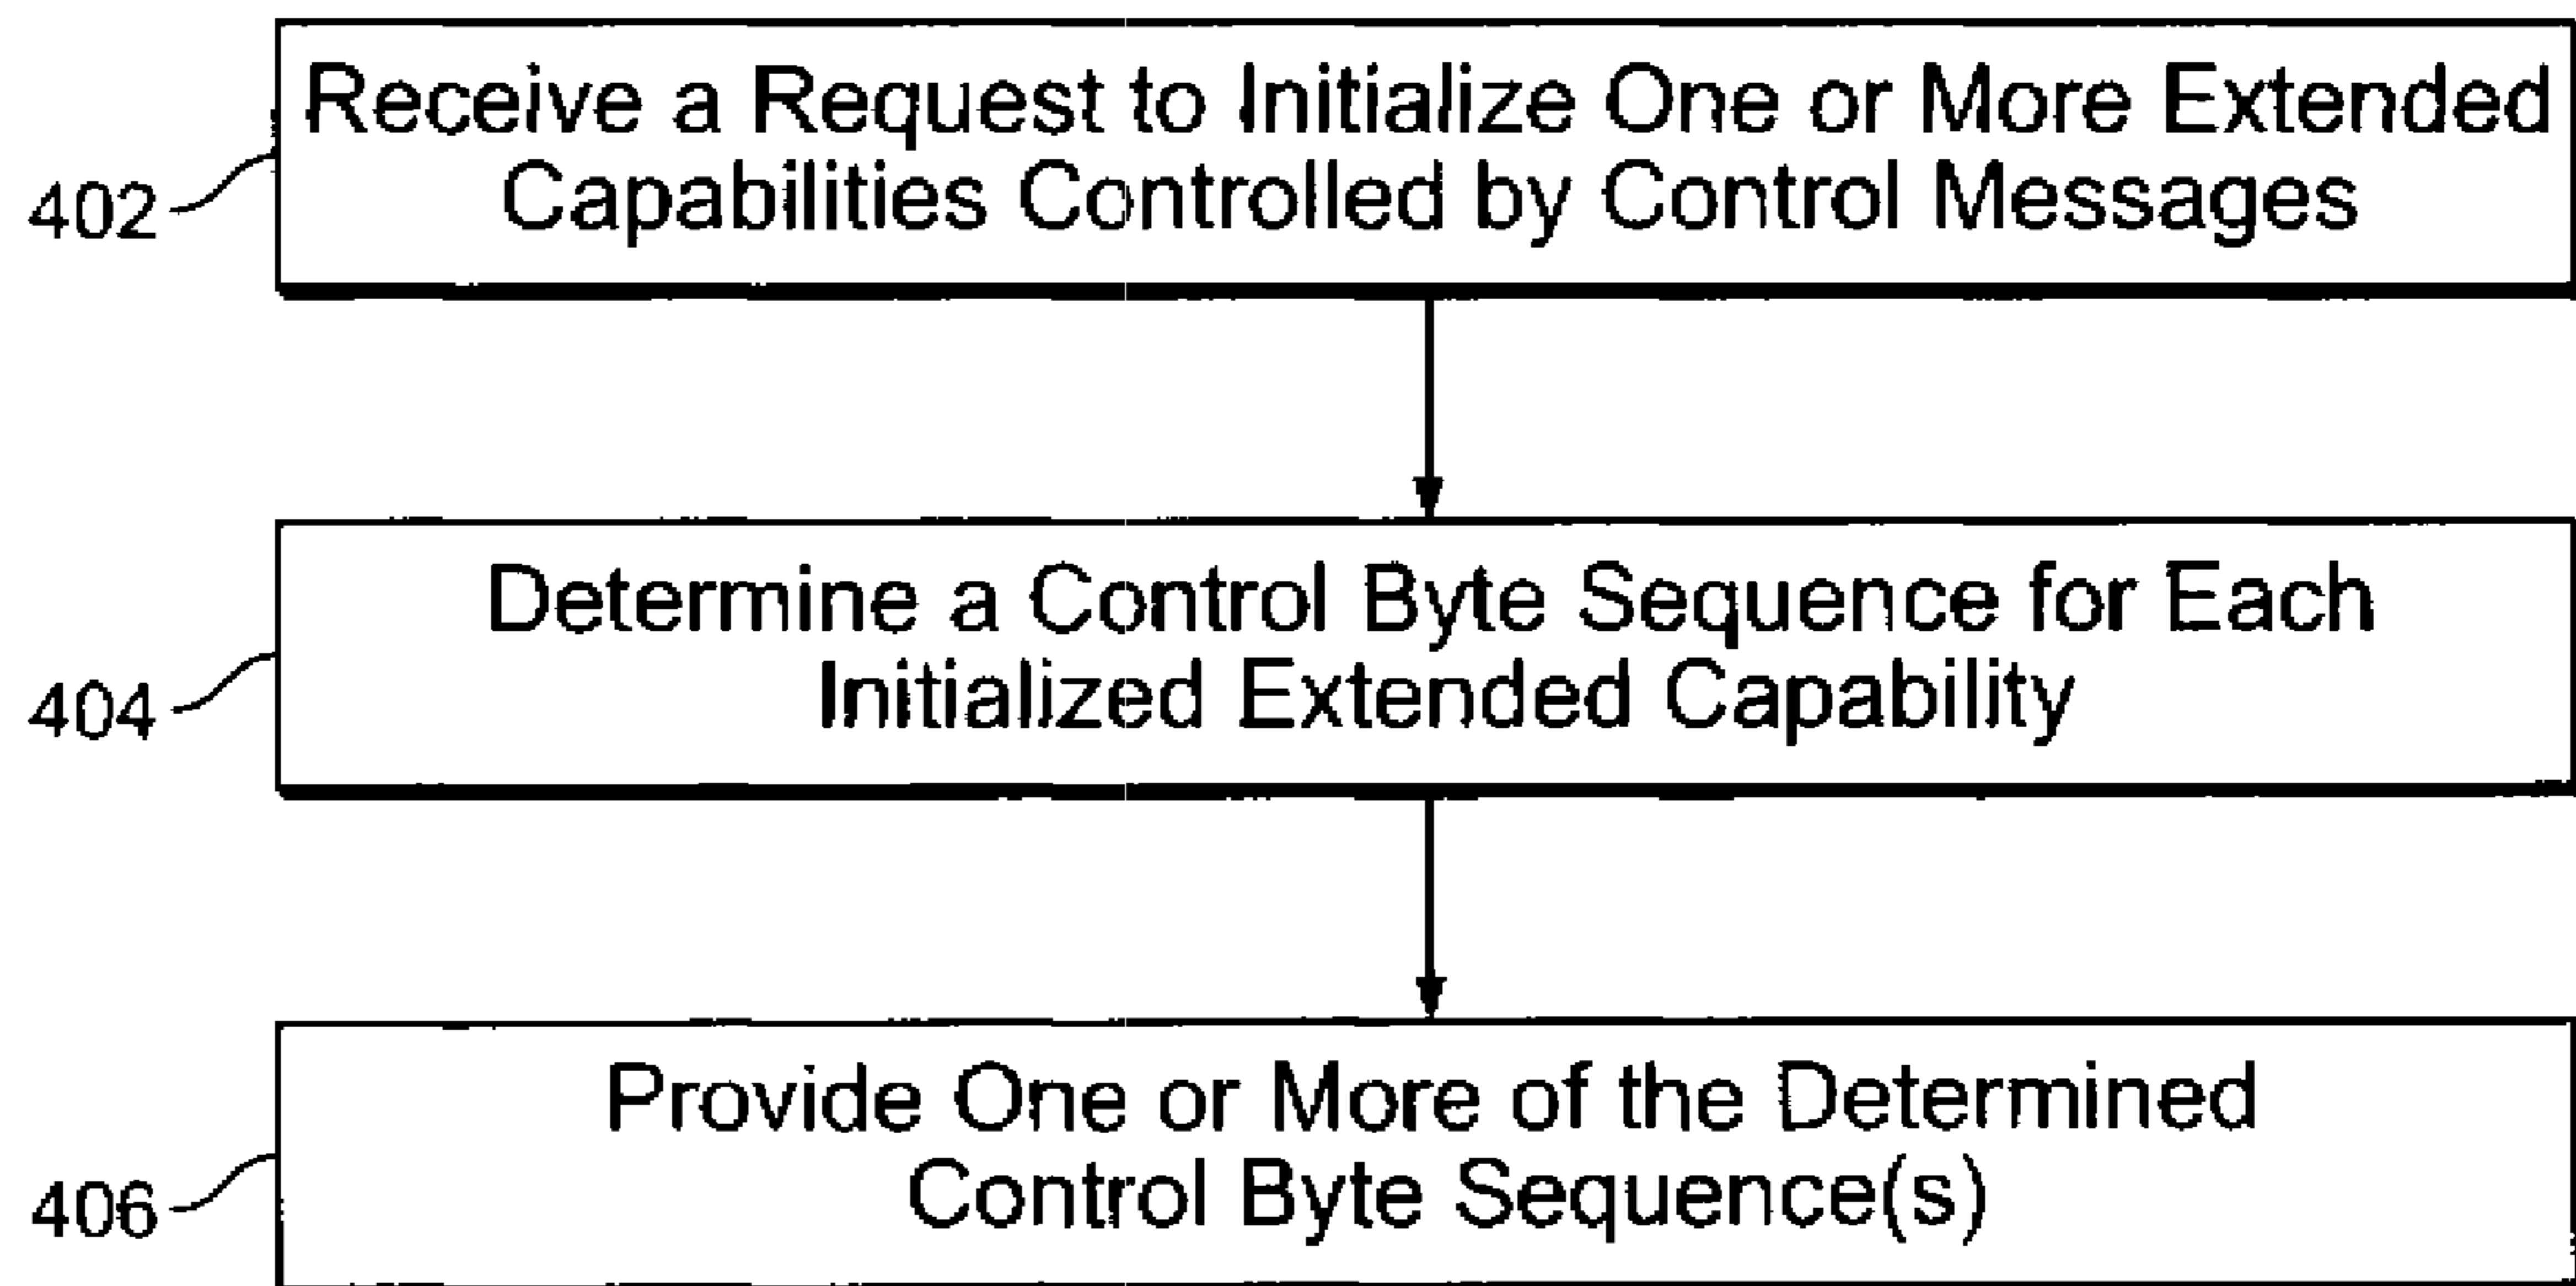 Receive a Request to Initialize One or More Extended
Capabilities Controlled by Control Messages
402
Determine a Control Byte Sequence for Each
Initialized Extended Capability
404
Provide One or More of the Determined
Control Byte Sequence(s)
406